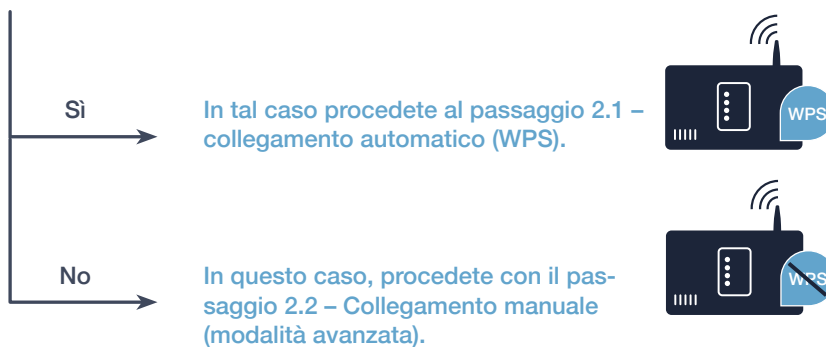 Sì
In tal caso procedete al passaggio 2.1 –
collegamento automatico (WPS).
WPS
No
In questo caso, procedete con il pas-
saggio 2.2 – Collegamento manuale
(modalità avanzata).
WPS